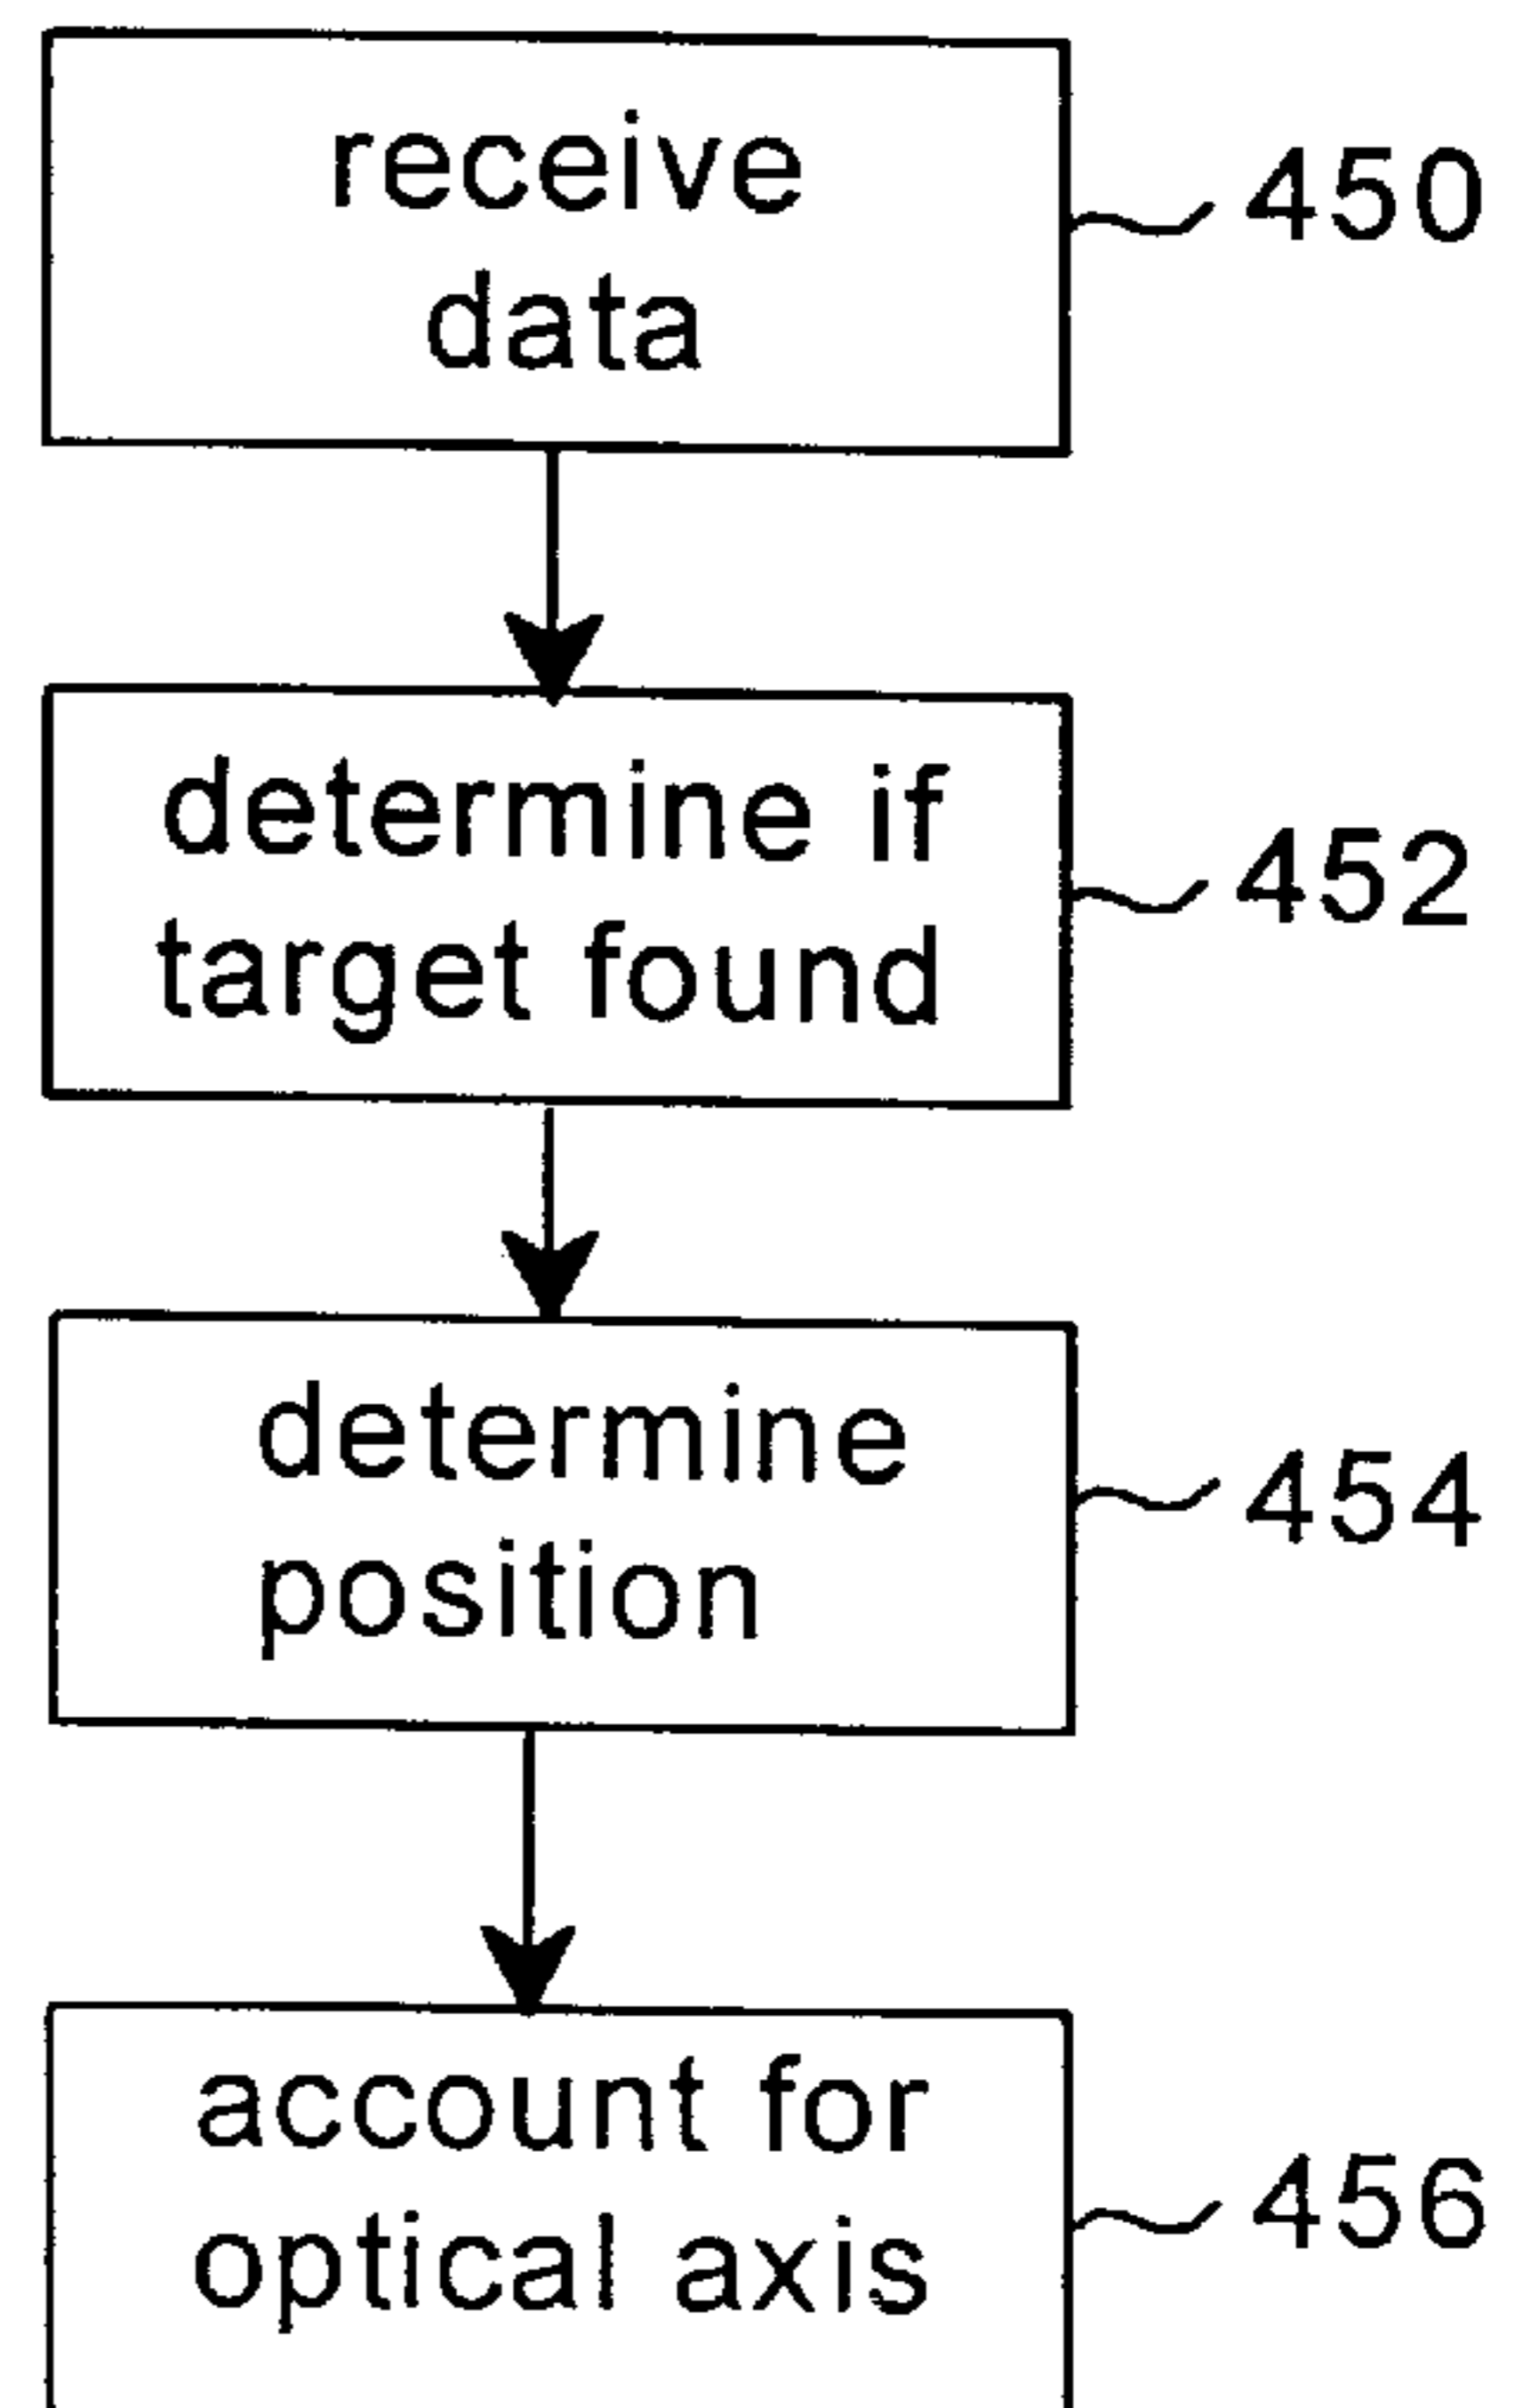 receive
data
450
determine if
target found
452
determine
position
454
account for
optical axis
456